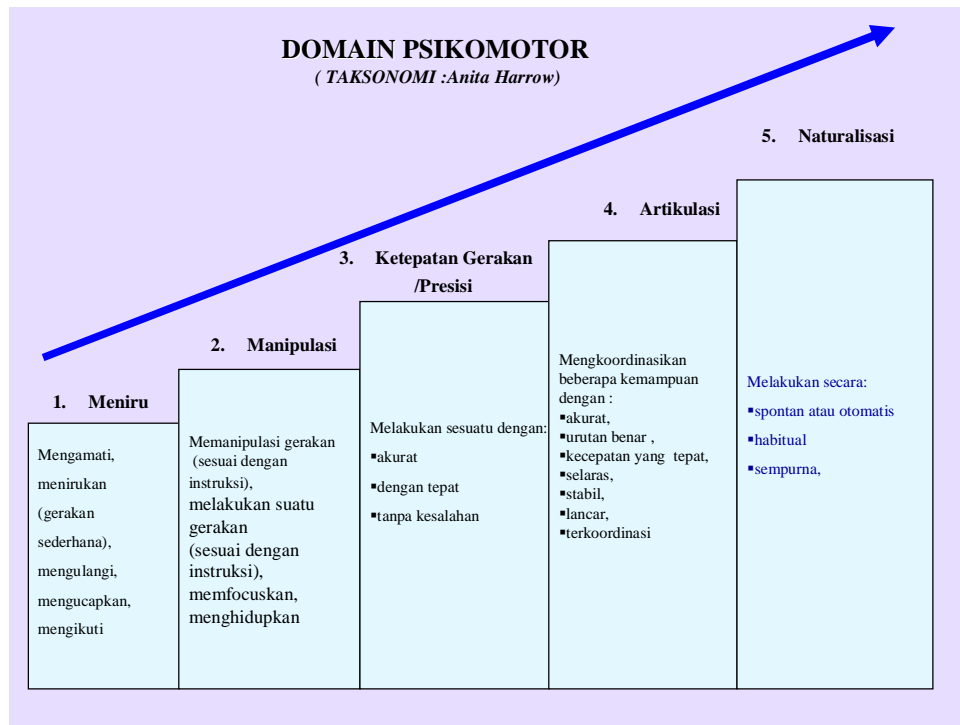 DOMAIN PSIKOMOTOR
( TAKSONOMI :Anita Harrow)
1. Meniru
Mengamati,
menirukan
(gerakan
sederhana),
mengulangi,
mengucapkan,
mengikuti
2. Manipulasi
Memanipulasi gerakan
(sesuai dengan
instruksi),
melakukan suatu
gerakan
(sesuai dengan
instruksi),
memfocuskan,
menghidupkan
3. Ketepatan Gerakan
/Presisi
Melakukan sesuatu dengan:
▪akurat
▪dengan tepat
▪tanpa kesalahan
4. Artikulasi
Mengkoordinasikan
beberapa kemampuan
dengan :
▪akurat,
▪urutan benar ,
▪kecepatan yang tepat,
▪selaras,
▪stabil,
▪lancar,
▪terkoordinasi
5. Naturalisasi
Melakukan secara:
▪spontan atau otomatis
▪habitual
▪sempurna,